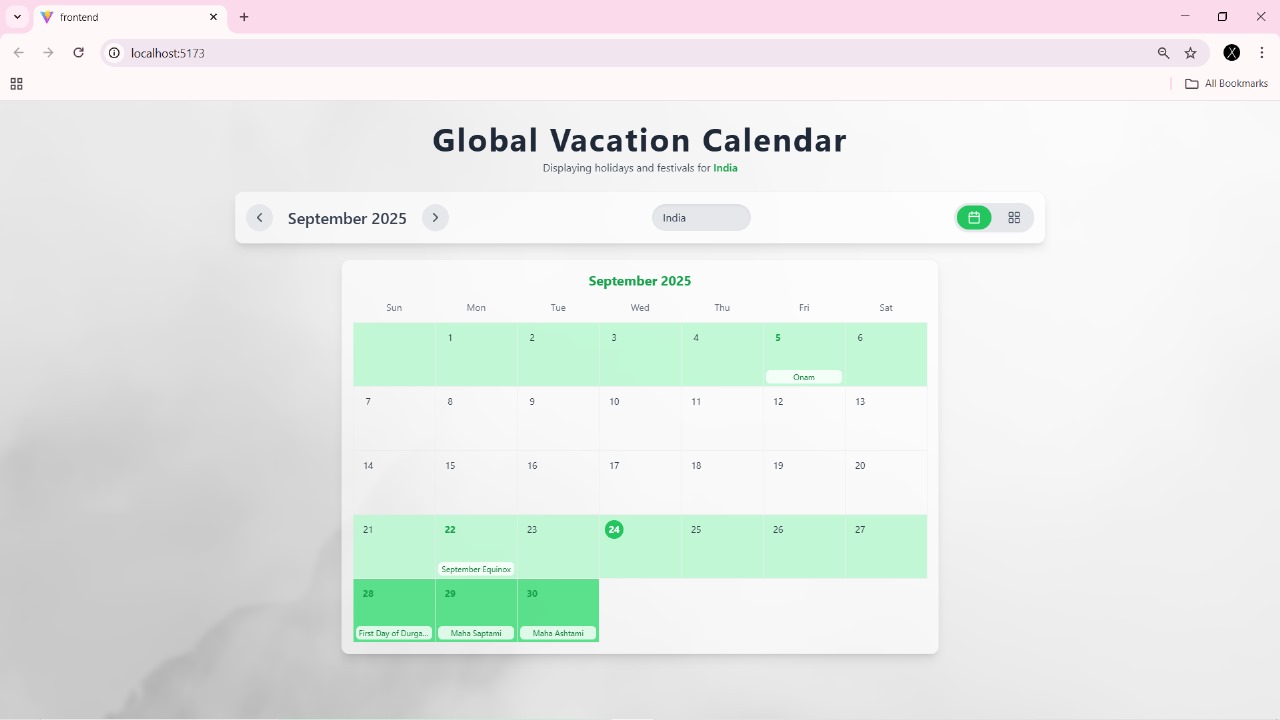 frontend
localhost:5173
All Bookmarks
Global Vacation Calendar
Displaying holidays and festivals for India
September 2025
India
September 2025
Sun Mon Tue Wed Thu Fri Sat
1 2 3 4 5 6
Onam
7 8 9 10 11 12 13
14 15 16 17 18 19 20
21 22 23 24 25 26 27
September Equinox
28 29 30
First Day of Durga... Maha Saptami Maha Ashtami